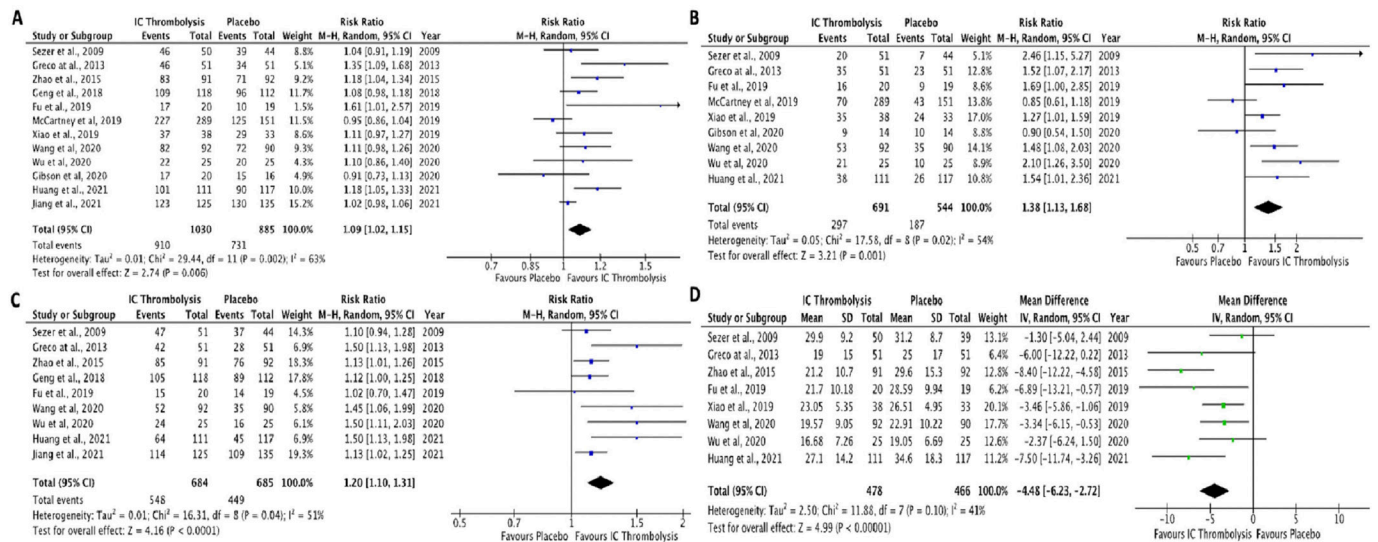 A
IC Thrombolysis Placebo Risk Ratio Risk Ratio
Study or Subgroup Events Total Events Total Weight M-H, Random, 95% CI Year M-H, Random, 95% CI
Sezer et al., 2009 46 50 39 44 8.8% 1.04 [0.91, 1.19] 2009
Greco at al., 2013 46 51 34 51 4.1% 1.35 [1.09, 1.68] 2013
Zhao et al., 2015 83 91 71 92 9.2% 1.18 [1.04, 1.34] 2015
Geng et al., 2018 109 118 96 112 11.7% 1.08 [0.98, 1.18] 2018
Fu et al., 2019 17 20 10 19 1.5% 1.61 [1.01, 2.57] 2019
McCartney et al, 2019 227 289 125 151 11.9% 0.95 [0.86, 1.04] 2019
Xiao et al., 2019 37 38 29 33 8.5% 1.11 [0.97, 1.27] 2019
Wang et al., 2020 82 92 72 90 9.2% 1.11 [0.98, 1.26] 2020
Wu et al., 2020 22 25 20 25 4.3% 1.10 [0.86, 1.40] 2020
Gibson et al., 2020 17 20 15 16 5.2% 0.91 [0.73, 1.13] 2020
Huang et al., 2021 101 111 90 117 10.0% 1.18 [1.05, 1.33] 2021
Jiang et al., 2021 123 125 130 135 15.2% 1.02 [0.98, 1.06] 2021
Total (95% CI) 1030 885 100.0% 1.09 [1.02, 1.15]
Total events 910 731
Heterogeneity: Tau² = 0.01; Chi² = 29.44, df = 11 (P = 0.002); I² = 63%
Test for overall effect: Z = 2.74 (P = 0.006)
0.7 0.85 1 1.2 1.5
Favours Placebo Favours IC Thrombolysis
B
IC Thrombolysis Placebo Risk Ratio Risk Ratio
Study or Subgroup Events Total Events Total Weight M-H, Random, 95% CI Year M-H, Random, 95% CI
Sezer et al., 2009 20 51 7 44 5.1% 2.46 [1.15, 5.27] 2009
Greco at al., 2013 35 51 23 51 12.8% 1.52 [1.07, 2.17] 2013
Fu et al., 2019 16 20 9 19 8.6% 1.69 [1.00, 2.85] 2019
McCartney et al, 2019 70 289 43 151 13.8% 0.85 [0.61, 1.18] 2019
Xiao et al., 2019 35 38 24 33 17.3% 1.27 [1.01, 1.59] 2019
Gibson et al., 2020 9 14 10 14 8.5% 0.90 [0.54, 1.50] 2020
Wang et al., 2020 53 92 35 90 14.1% 1.48 [1.08, 2.03] 2020
Wu et al, 2020 21 25 10 25 8.9% 2.10 [1.26, 3.50] 2020
Huang et al., 2021 38 111 26 117 10.8% 1.54 [1.01, 2.36] 2021
Total (95% CI) 691 544 100.0% 1.38 [1.13, 1.68]
Total events 297 187
Heterogeneity: Tau² = 0.05; Chi² = 17.58, df = 8 (P = 0.02); I² = 54%
Test for overall effect: Z = 3.21 (P = 0.001)
0.5 0.7 1 1.5 2
Favours Placebo Favours IC Thrombolysis
C
IC Thrombolysis Placebo Risk Ratio Risk Ratio
Study or Subgroup Events Total Events Total Weight M-H, Random, 95% CI Year M-H, Random, 95% CI
Sezer et al., 2009 47 51 37 44 14.3% 1.10 [0.94, 1.28] 2009
Greco at al., 2013 42 51 28 51 6.9% 1.50 [1.13, 1.98] 2013
Zhao et al., 2015 85 91 76 92 17.6% 1.13 [1.01, 1.26] 2015
Geng et al., 2018 105 118 89 112 17.8% 1.12 [1.00, 1.25] 2018
Fu et al., 2019 15 20 14 19 4.9% 1.02 [0.70, 1.47] 2019
Wang et al., 2020 52 92 35 90 6.0% 1.45 [1.06, 1.99] 2020
Wu et al, 2020 24 25 16 25 6.1% 1.50 [1.11, 2.03] 2020
Huang et al., 2021 64 111 45 117 6.9% 1.50 [1.13, 1.98] 2021
Jiang et al., 2021 114 125 109 135 19.3% 1.13 [1.02, 1.25] 2021
Total (95% CI) 684 685 100.0% 1.20 [1.10, 1.31]
Total events 548 449
Heterogeneity: Tau² = 0.01; Chi² = 16.31, df = 8 (P = 0.04); I² = 51%
Test for overall effect: Z = 4.16 (P < 0.0001)
0.5 0.7 1 1.5 2
Favours Placebo Favours IC Thrombolysis
D
IC Thrombolysis Placebo Mean Difference Mean Difference
Study or Subgroup Mean SD Total Mean SD Total Weight IV, Random, 95% CI Year IV, Random, 95% CI
Sezer et al., 2009 29.9 9.2 50 31.2 8.7 39 13.1% -1.30 [-5.04, 2.44] 2009
Greco at al., 2013 19 15 51 25 17 51 6.4% -6.00 [-12.22, 0.22] 2013
Zhao et al., 2015 21.2 10.7 91 29.6 15.3 92 12.8% -8.40 [-12.22, -4.58] 2015
Fu et al., 2019 21.7 10.18 20 28.59 9.94 19 6.2% -6.89 [-13.21, -0.57] 2019
Xiao et al., 2019 23.05 5.35 38 26.51 4.95 33 20.1% -3.46 [-5.86, -1.06] 2019
Wang et al., 2020 19.57 9.05 92 22.91 10.22 90 17.6% -3.34 [-6.15, -0.53] 2020
Wu et al, 2020 16.68 7.26 25 19.05 6.69 25 12.6% -2.37 [-6.24, 1.50] 2020
Huang et al., 2021 27.1 14.2 111 34.6 18.3 117 11.2% -7.50 [-11.74, -3.26] 2021
Total (95% CI) 478 466 100.0% -4.48 [-6.23, -2.72]
Heterogeneity: Tau² = 2.50; Chi² = 11.88, df = 7 (P = 0.10); I² = 41%
Test for overall effect: Z = 4.99 (P < 0.00001)
-10 -5 0 5 10
Favours IC Thrombolysis Favours Placebo